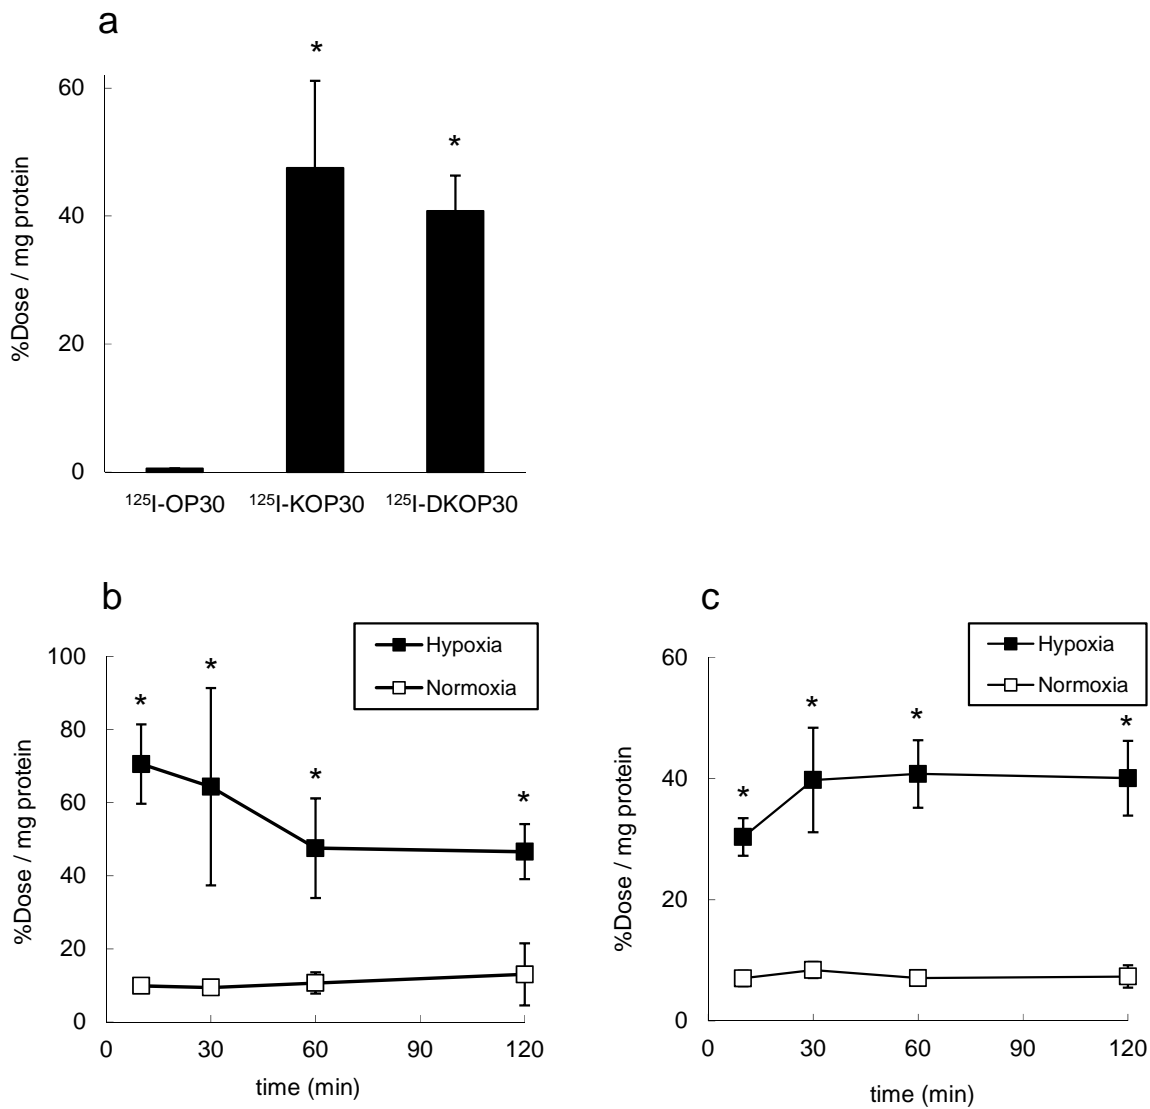 a
*
*
60
40
20
0
%Dose / mg protein
¹²⁵I-OP30 ¹²⁵I-KOP30 ¹²⁵I-DKOP30
b
Hypoxia
Normoxia
100
80
60
40
20
0
%Dose / mg protein
* * * *
0 30 60 90 120
time (min)
c
Hypoxia
Normoxia
60
40
20
0
%Dose / mg protein
* * * *
0 30 60 90 120
time (min)